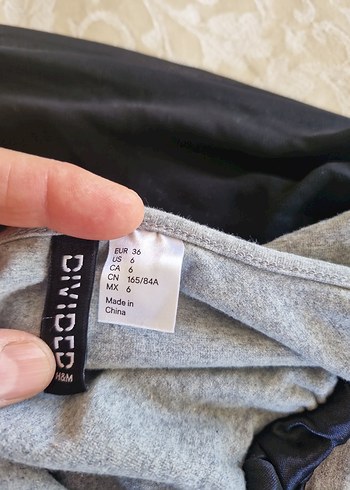 DIVIDED
H&M
EUR 36
US 6
CA 6
CN 165/84A
MX 6
Made in
China